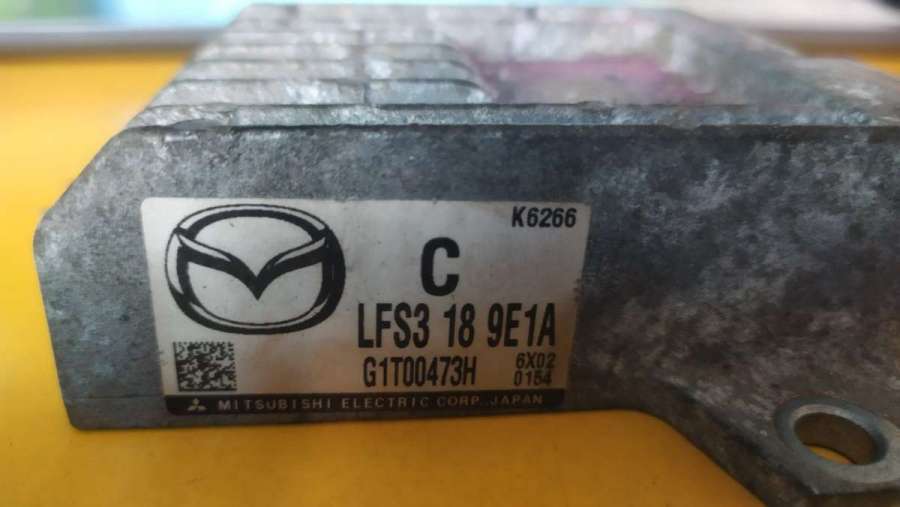 K6266
C
LFS3 18 9E1A
G1T00473H
6X02
0154
MITSUBISHI ELECTRIC CORP. JAPAN